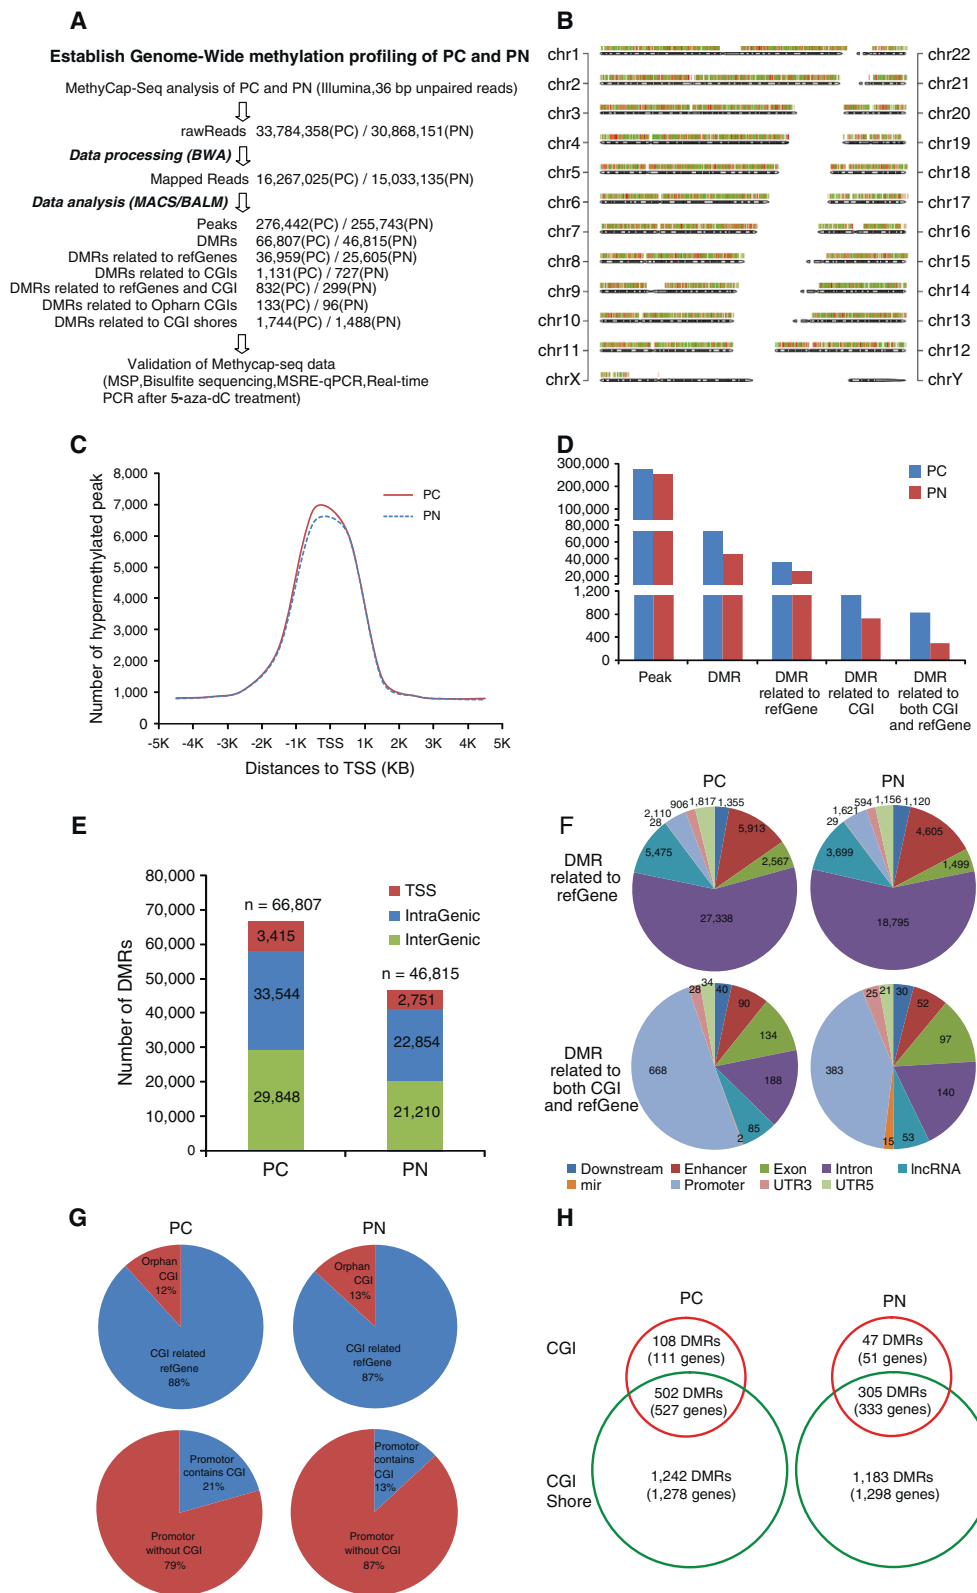 A
Establish Genome-Wide methylation profiling of PC and PN
MethyCap-Seq analysis of PC and PN (Illumina,36 bp unpaired reads)
rawReads 33,784,358(PC) / 30,868,151(PN)
Data processing (BWA)
Mapped Reads 16,267,025(PC) / 15,033,135(PN)
Data analysis (MACS/BALM)
Peaks 276,442(PC) / 255,743(PN)
DMRs 66,807(PC) / 46,815(PN)
DMRs related to refGenes 36,959(PC) / 25,605(PN)
DMRs related to CGIs 1,131(PC) / 727(PN)
DMRs related to refGenes and CGI 832(PC) / 299(PN)
DMRs related to Opharn CGIs 133(PC) / 96(PN)
DMRs related to CGI shores 1,744(PC) / 1,488(PN)
Validation of Methycap-seq data
(MSP,Bisulfite sequencing,MSRE-qPCR,Real-time
PCR after 5-aza-dC treatment)
B
chr1 chr22
chr2 chr21
chr3 chr20
chr4 chr19
chr5 chr18
chr6 chr17
chr7 chr16
chr8 chr15
chr9 chr14
chr10 chr13
chr11 chr12
chrX chrY
C
Number of hypermethylated peak
8,000
7,000
6,000
5,000
4,000
3,000
2,000
1,000
0
PC
PN
-5K -4K -2K -1K TSS 1K 2K 4K 5K
Distances to TSS (KB)
D
300,000
200,000
100,000
80,000
60,000
40,000
20,000
1,200
800
400
0
PC
PN
Peak
DMR
DMR
related to
refGene
DMR
related to
CGI
DMR
related to
both CGI
and refGene
E
Number of DMRs
80,000
70,000
60,000
50,000
40,000
30,000
20,000
10,000
0
TSS
IntraGenic
InterGenic
n = 66,807
3,415
33,544
29,848
n = 46,815
2,751
22,854
21,210
PC PN
F
PC PN
DMR
related to
refGene
1,355
5,913
2,567
27,338
5,475
28
2,110
906
1,817
1,120
4,605
1,499
18,795
3,699
29
1,621
594
1,156
DMR
related to
both CGI
and refGene
40
90
134
188
85
2
668
28
34
30
52
97
140
53
15
383
25
21
Downstream Enhancer Exon Intron lncRNA
mir Promoter UTR3 UTR5
G
PC PN
Orphan
CGI
12%
CGI related
refGene
88%
Orphan
CGI
13%
CGI related
refGene
87%
Promotor
contains CGI
21%
Promotor
without CGI
79%
Promotor
contains
CGI
13%
Promotor
without CGI
87%
H
PC PN
CGI
108 DMRs
(111 genes)
502 DMRs
(527 genes)
1,242 DMRs
(1,278 genes)
47 DMRs
(51 genes)
305 DMRs
(333 genes)
1,183 DMRs
(1,298 genes)
CGI
Shore